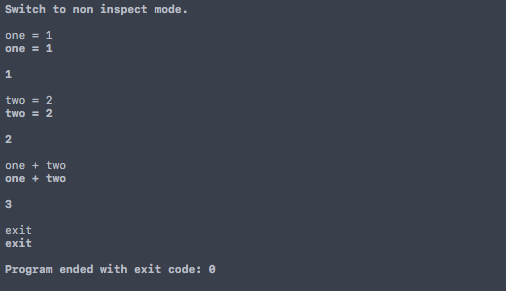 Switch to non inspect mode.
one = 1
one = 1
1
two = 2
two = 2
2
one + two
one + two
3
exit
exit
Program ended with exit code: 0